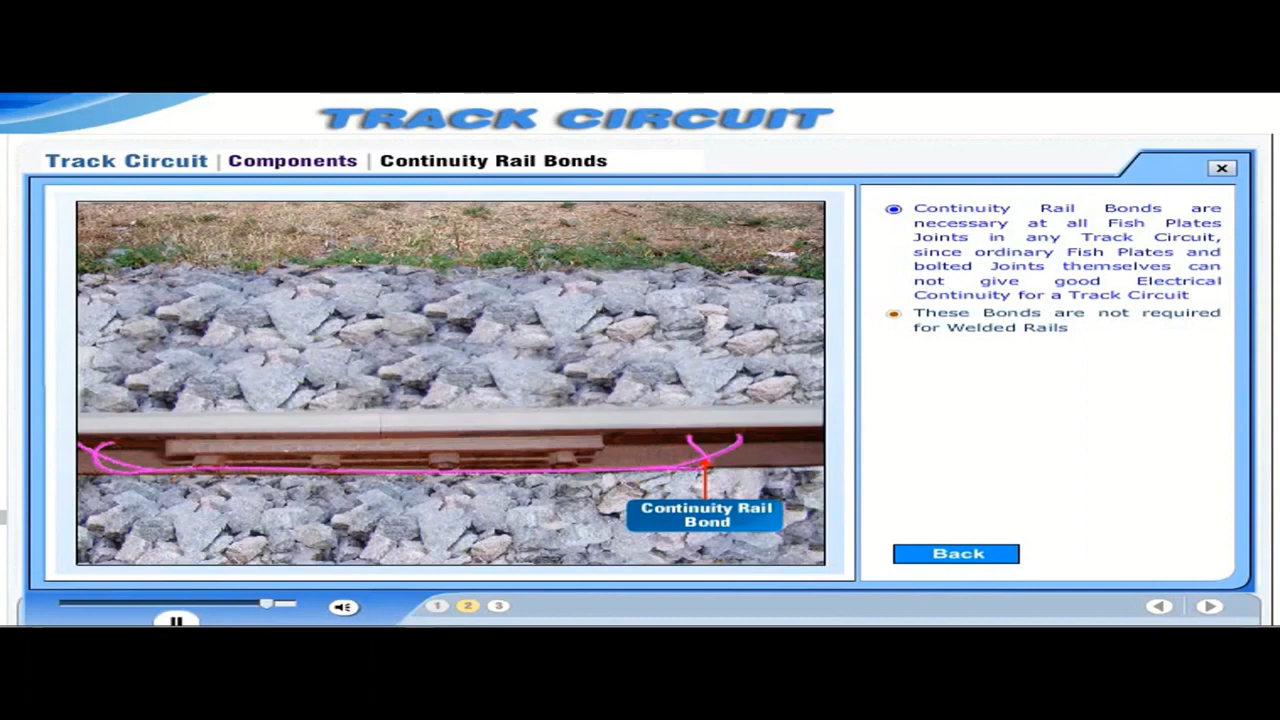 TRACK CIRCUIT
Track Circuit | Components | Continuity Rail Bonds
Continuity Rail Bonds are
necessary at all Fish Plates
Joints in any Track Circuit,
since ordinary Fish Plates and
bolted Joints themselves can
not give good Electrical
Continuity for a Track Circuit
These Bonds are not required
for Welded Rails
Continuity Rail
Bond
Back
1 2 3